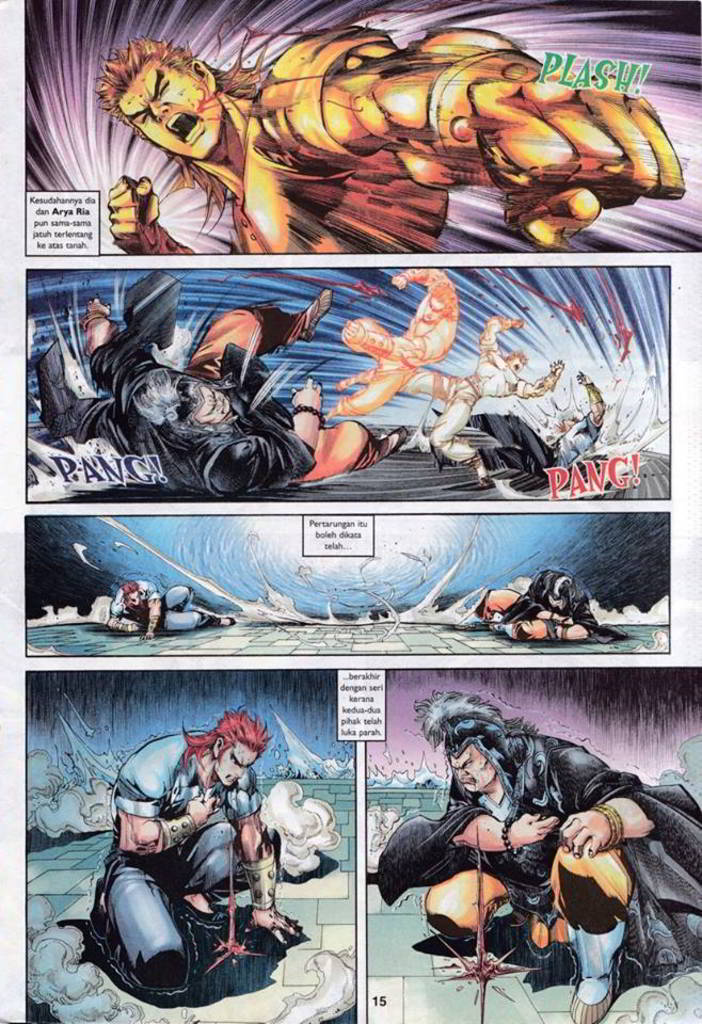 PLASH!
Kesudahannya dia
dan Arya Ria
pun sama-sama
jatuh terlentang
ke atas tanah.
PANG!
PANG!
Pertarungan itu
boleh dikata
telah...
...berakhir
dengan seri
kerana
kedua-dua
pihak telah
luka parah.
15